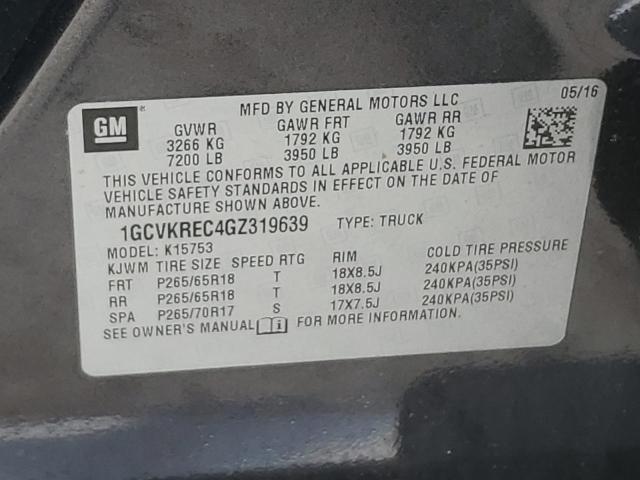 GM
MFD BY GENERAL MOTORS LLC 05/16
GVWR GAWR FRT GAWR RR
3266 KG 1792 KG 1792 KG
7200 LB 3950 LB 3950 LB
THIS VEHICLE CONFORMS TO ALL APPLICABLE U.S. FEDERAL MOTOR
VEHICLE SAFETY STANDARDS IN EFFECT ON THE DATE OF
MANUFACTURE SHOWN ABOVE.
1GCVKREC4GZ319639 TYPE: TRUCK
MODEL: K15753
KJWM TIRE SIZE SPEED RTG RIM COLD TIRE PRESSURE
FRT P265/65R18 T 18X8.5J 240KPA(35PSI)
RR P265/65R18 T 18X8.5J 240KPA(35PSI)
SPA P265/70R17 S 17X7.5J 240KPA(35PSI)
SEE OWNER'S MANUAL FOR MORE INFORMATION.